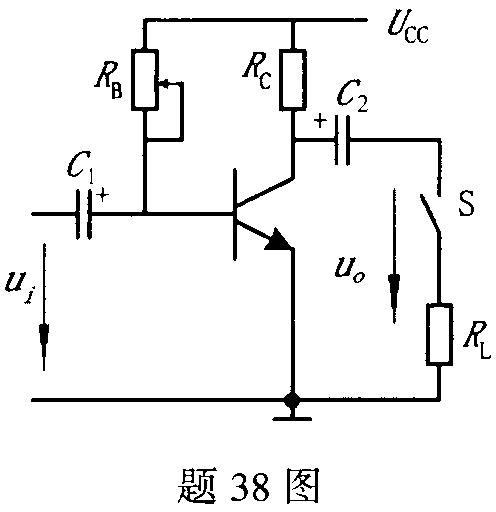 U_CC
R_B
R_C
C_2
+
C_1
+
S
u_i
u_o
R_L
题 38 图